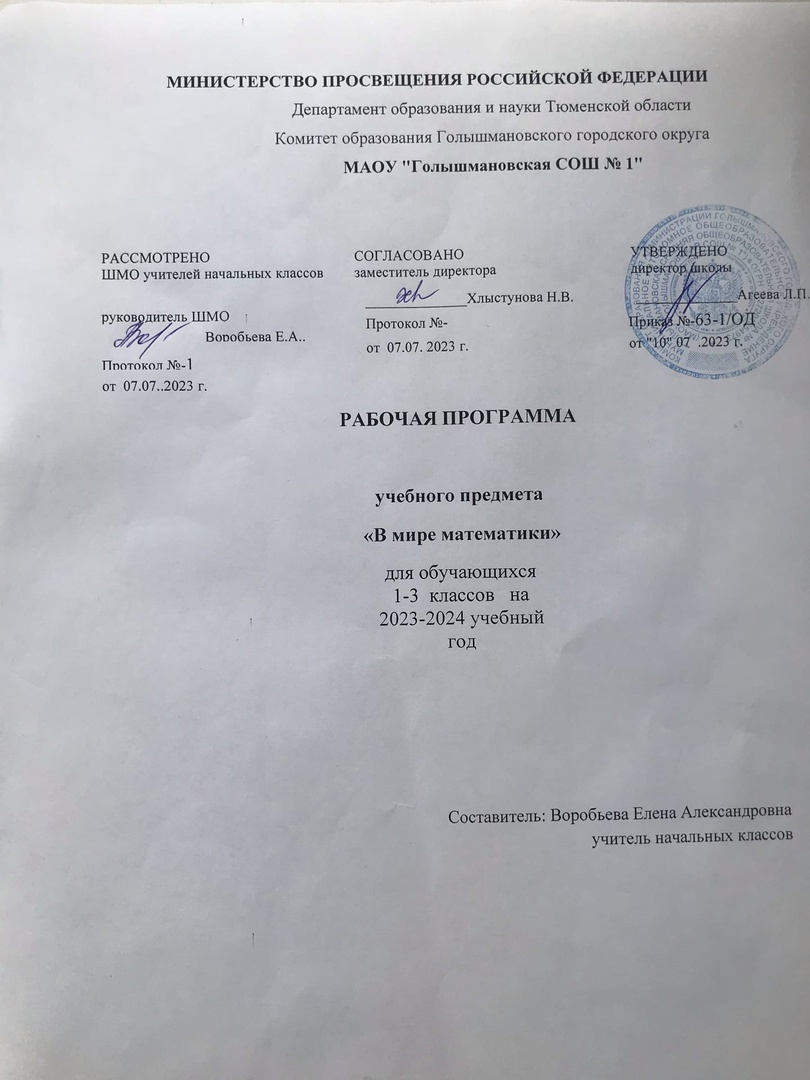 МИНИСТЕРСТВО ПРОСВЕЩЕНИЯ РОССИЙСКОЙ ФЕДЕРАЦИИ
Департамент образования и науки Тюменской области
Комитет образования Голышмановского городского округа
МАОУ "Голышмановская СОШ № 1"
РАССМОТРЕНО
ШМО учителей начальных классов
руководитель ШМО
Воробьева Е.А..
Протокол №-1
от 07.07..2023 г.
СОГЛАСОВАНО
заместитель директора
Хлыстунова Н.В.
Протокол №-
от 07.07. 2023 г.
УТВЕРЖДЕНО
директор школы
Агеева Л.П.
Приказ №-63-1/ОД
от "10" 07 .2023 г.
РАБОЧАЯ ПРОГРАММА
учебного предмета
«В мире математики»
для обучающихся
1-3 классов на
2023-2024 учебный
год
Составитель: Воробьева Елена Александровна
учитель начальных классов